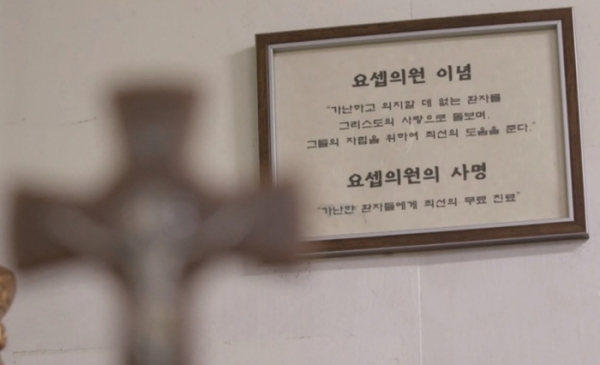 요셉의원 이념
"가난하고 의지할 데 없는 환자를
그리스도의 사랑으로 돌보며,
그들의 자립을 위하여 최선의 도움을 준다."
요셉의원의 사명
"가난한 환자들에게 최선의 무료 진료"